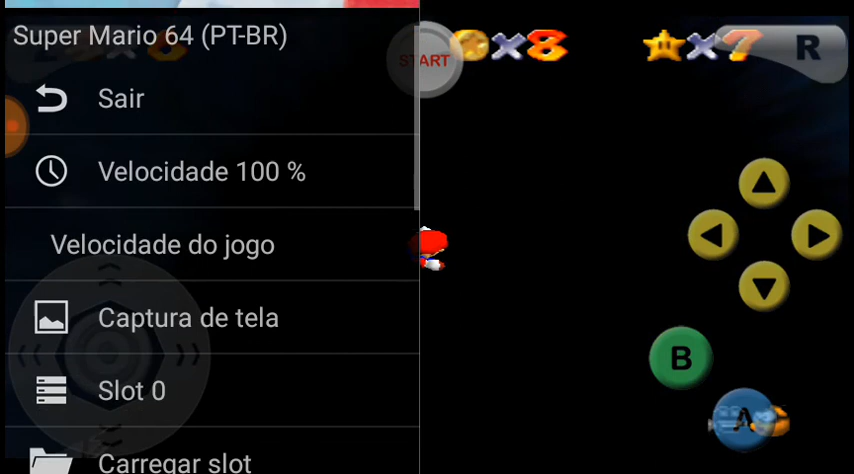 Super Mario 64 (PT-BR)
Sair
Velocidade 100 %
Velocidade do jogo
Captura de tela
Slot 0
Carregar slot
START
×8
×7
R
B
A